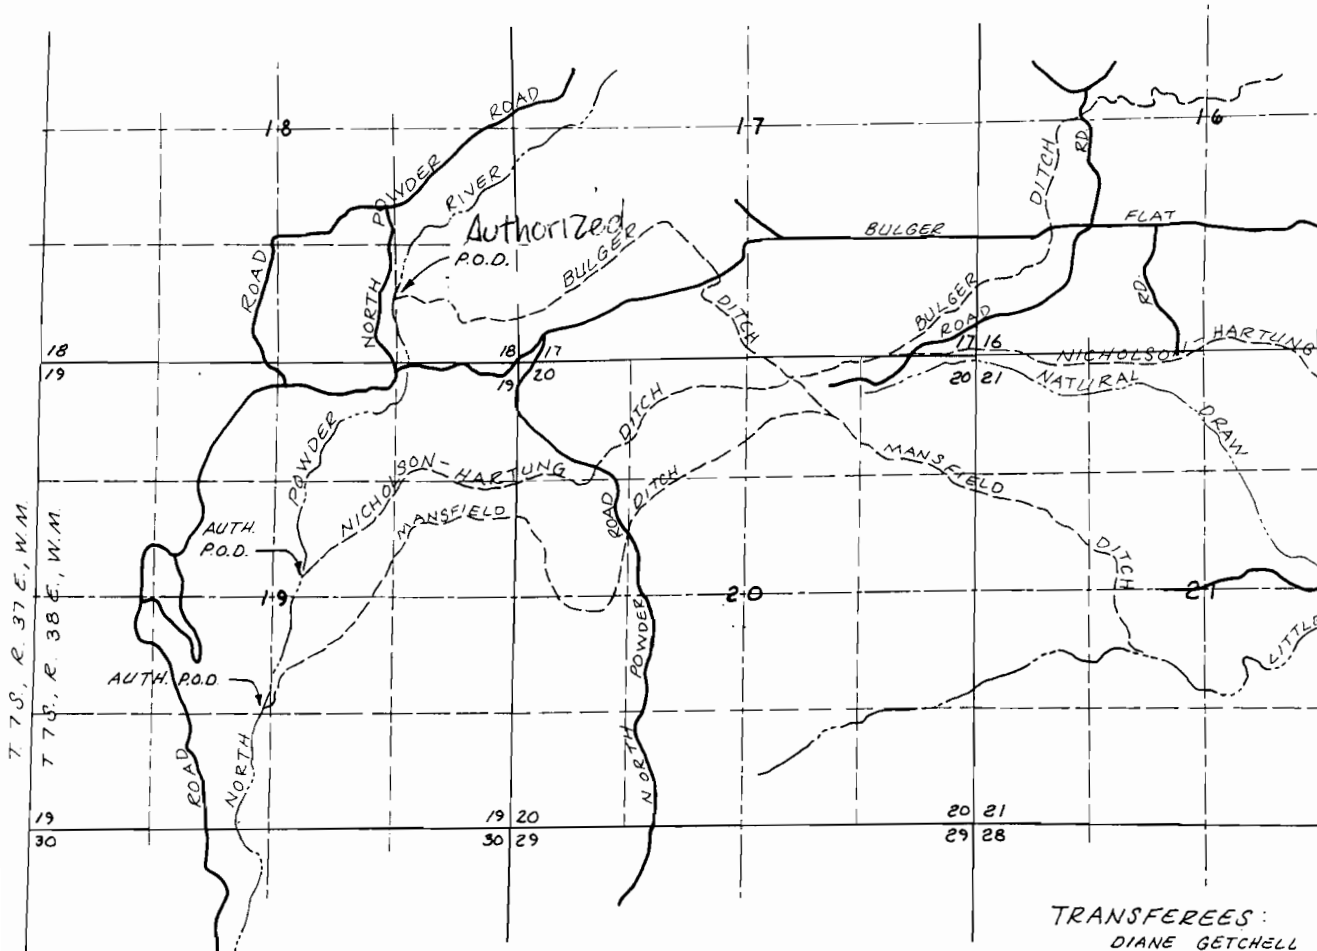 18
17
16
POWDER
ROAD
RIVER
NORTH
ROAD
Authorized
P.O.D.
BULGER
DITCH
BULGER
FLAT
RD.
DITCH
RD.
BULGER
ROAD
18
19
18 17
19 20
17 16
20 21
NICHOLSON
HARTUNG
NATURAL
DRAW
DITCH
POWDER
NICHOLSON-HARTUNG
DITCH
MANSFIELD
ROAD
MANSFIELD
DITCH
AUTH.
P.O.D.
19
20
21
POWDER
NORTH
LITTLE
AUTH. P.O.D.
ROAD
NORTH
T. 7 S., R. 37 E., W.M.
T 7 S., R. 38 E., W.M.
19
30
19 20
30 29
20 21
29 28
TRANSFEREES:
DIANE GETCHELL